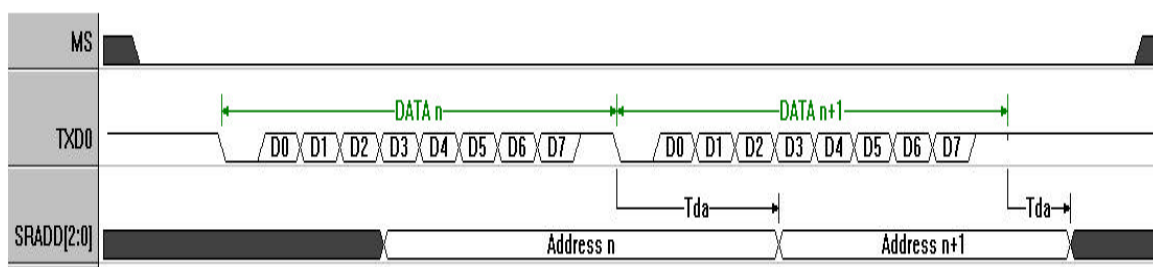 MS
DATA n
DATA n+1
TXD0
D0 D1 D2 D3 D4 D5 D6 D7
D0 D1 D2 D3 D4 D5 D6 D7
Tda
Tda
SRADD[2:0]
Address n
Address n+1